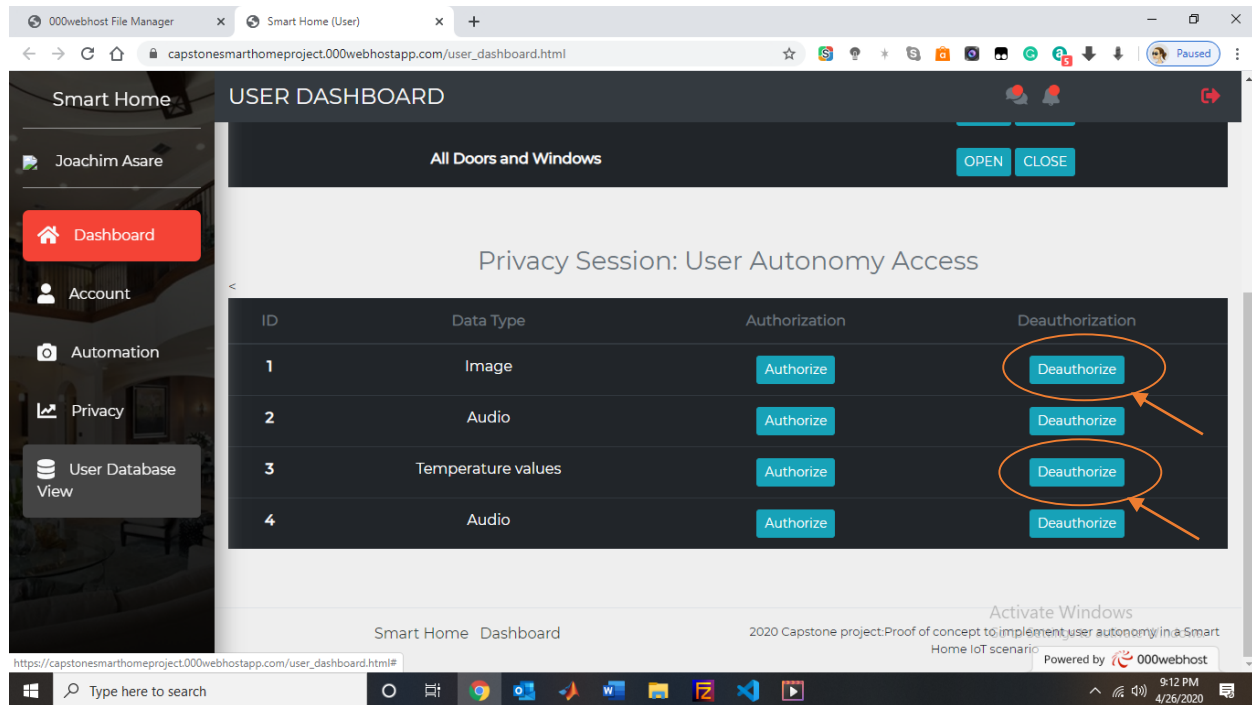 000webhost File Manager
Smart Home (User)
capstonesmarthomeproject.000webhostapp.com/user_dashboard.html
5
Paused
Smart Home
USER DASHBOARD
Joachim Asare
All Doors and Windows
OPEN CLOSE
Dashboard
Privacy Session: User Autonomy Access
Account
<
ID Data Type Authorization Deauthorization
Automation
1 Image Authorize Deauthorize
Privacy
2 Audio Authorize Deauthorize
User Database
View
3 Temperature values Authorize Deauthorize
4 Audio Authorize Deauthorize
Activate Windows
Smart Home Dashboard
2020 Capstone project:Proof of concept to implement user autonomy in a Smart
Home IoT scenario
Powered by 000webhost
https://capstonesmarthomeproject.000webhostapp.com/user_dashboard.html#
Type here to search
9:12 PM
4/26/2020